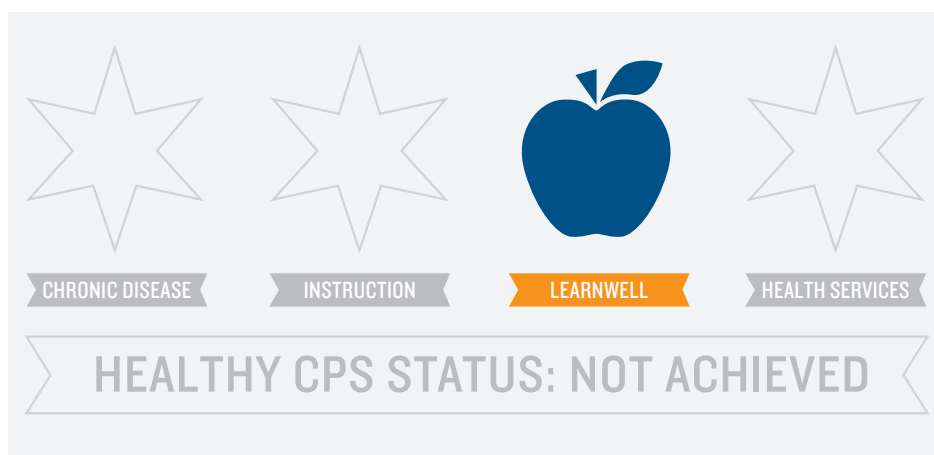 CHRONIC DISEASE
INSTRUCTION
LEARNWELL
HEALTH SERVICES
HEALTHY CPS STATUS: NOT ACHIEVED